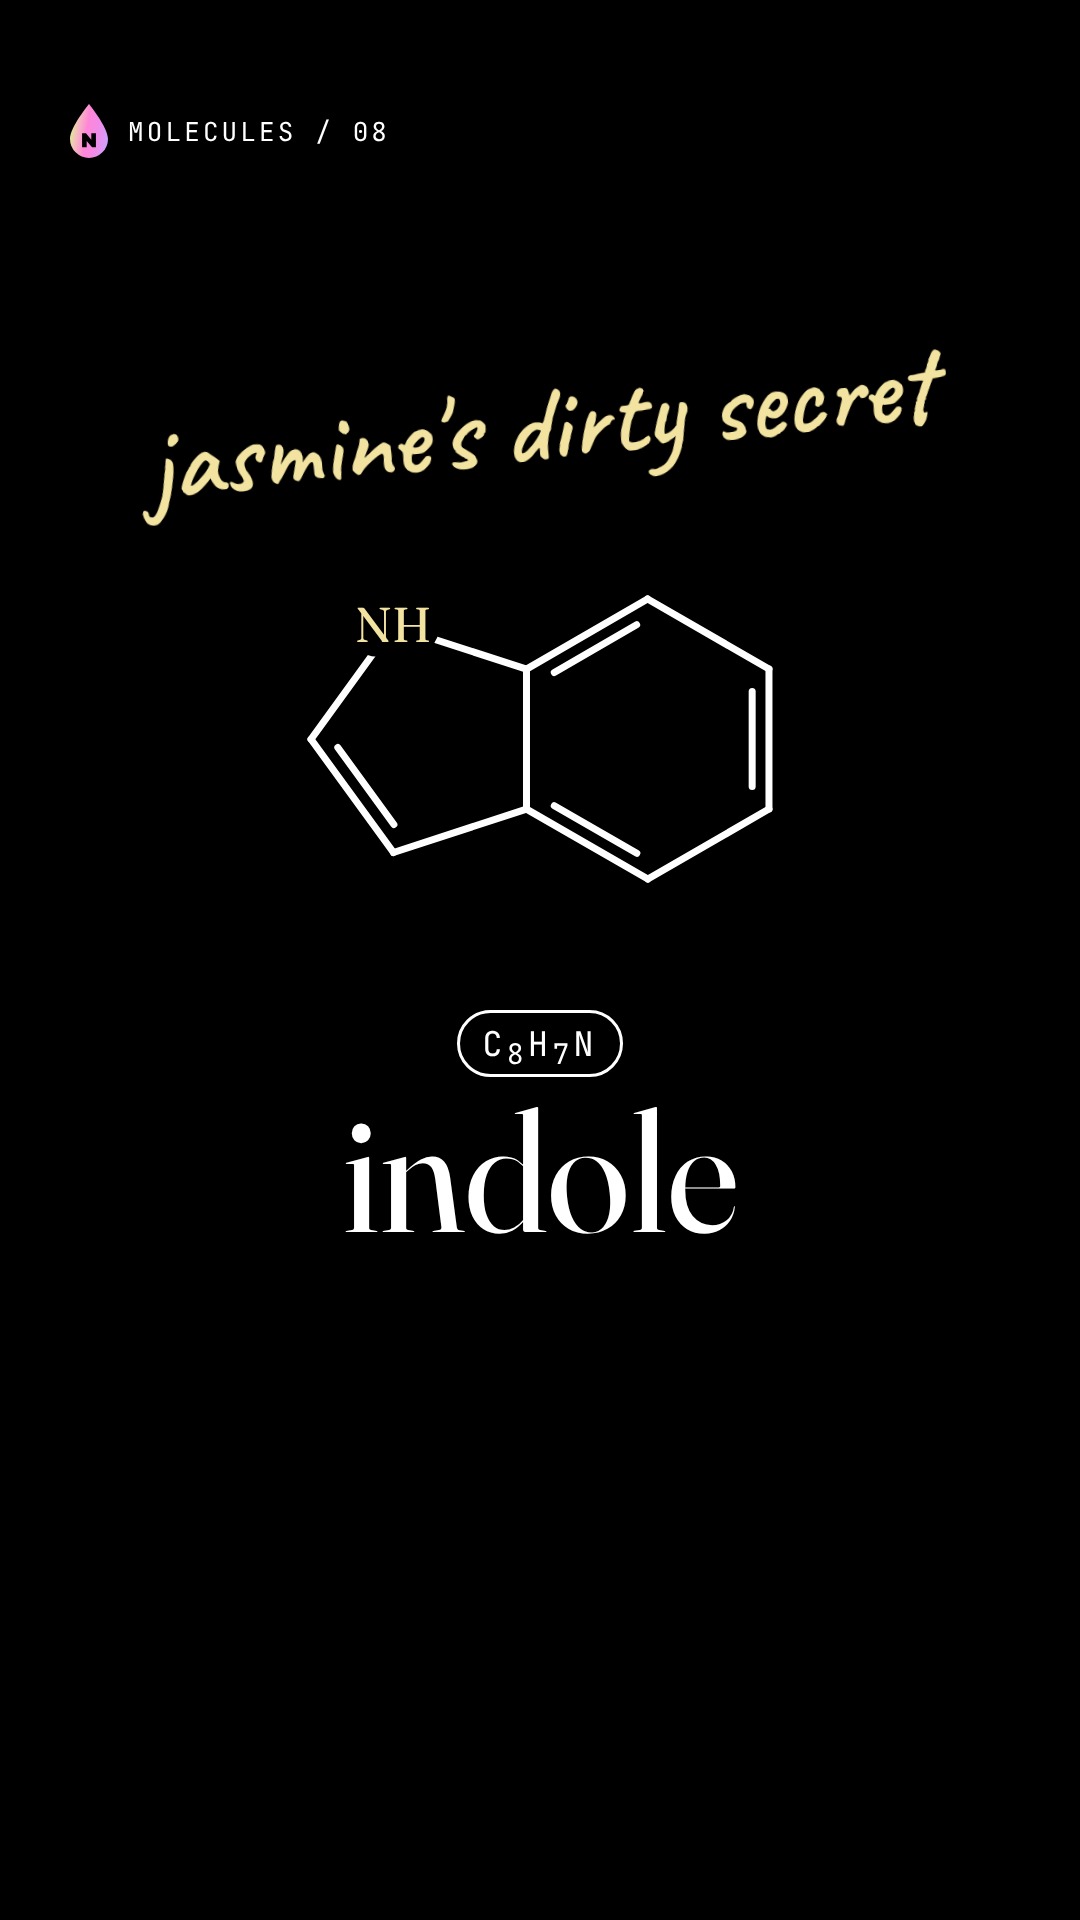 N
MOLECULES / 08
jasmine's dirty secret
NH
C₈H₇N
indole